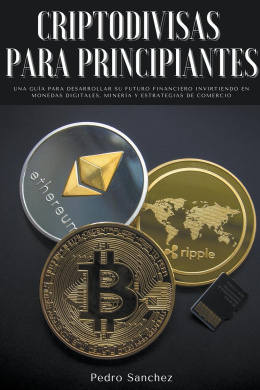 CRIPTODIVISAS
PARA PRINCIPIANTES
UNA GUÍA PARA DESARROLLAR SU FUTURO FINANCIERO INVIRTIENDO EN
MONEDAS DIGITALES, MINERÍA Y ESTRATEGIAS DE COMERCIO
ethereum
ripple
Pedro Sanchez